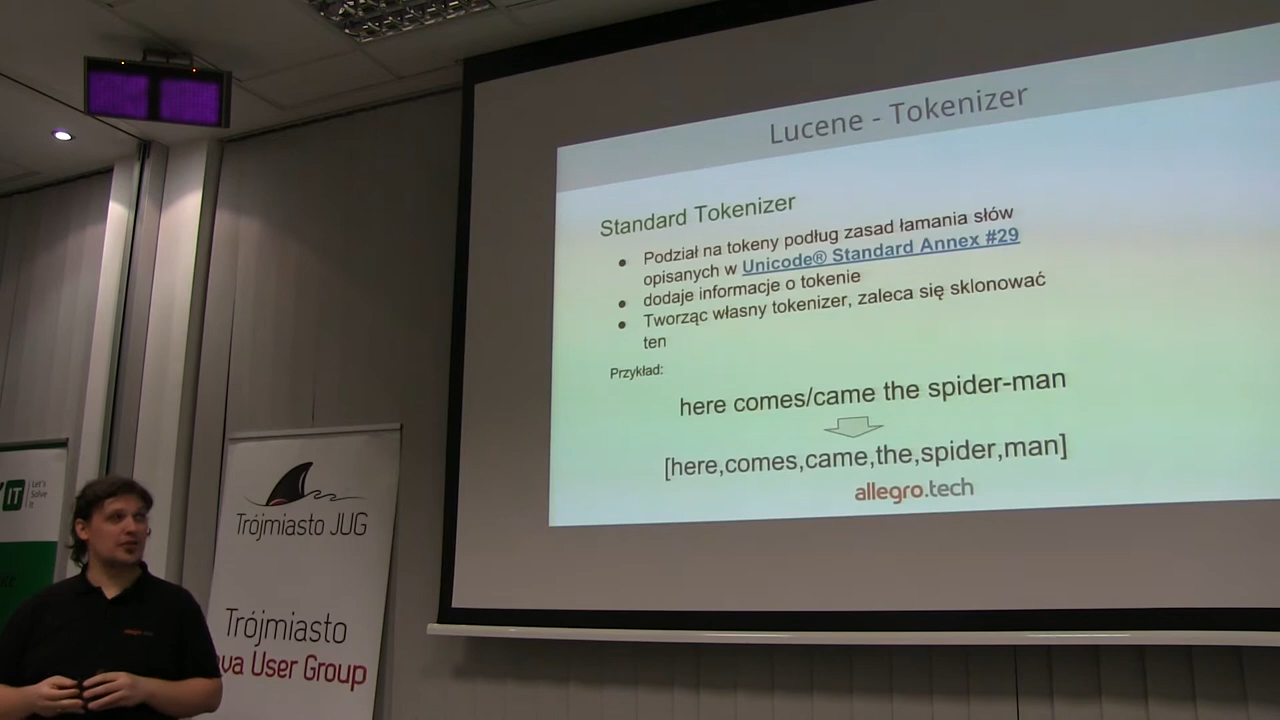 Lucene - Tokenizer
Standard Tokenizer
Podział na tokeny podług zasad łamania słów
opisanych w Unicode® Standard Annex #29
dodaje informacje o tokenie
Tworząc własny tokenizer, zaleca się sklonować
ten
Przykład:
here comes/came the spider-man
[here,comes,came,the,spider,man]
allegro.tech
IT
Let's
Solve
It
Trójmiasto JUG
Trójmiasto
ava User Group